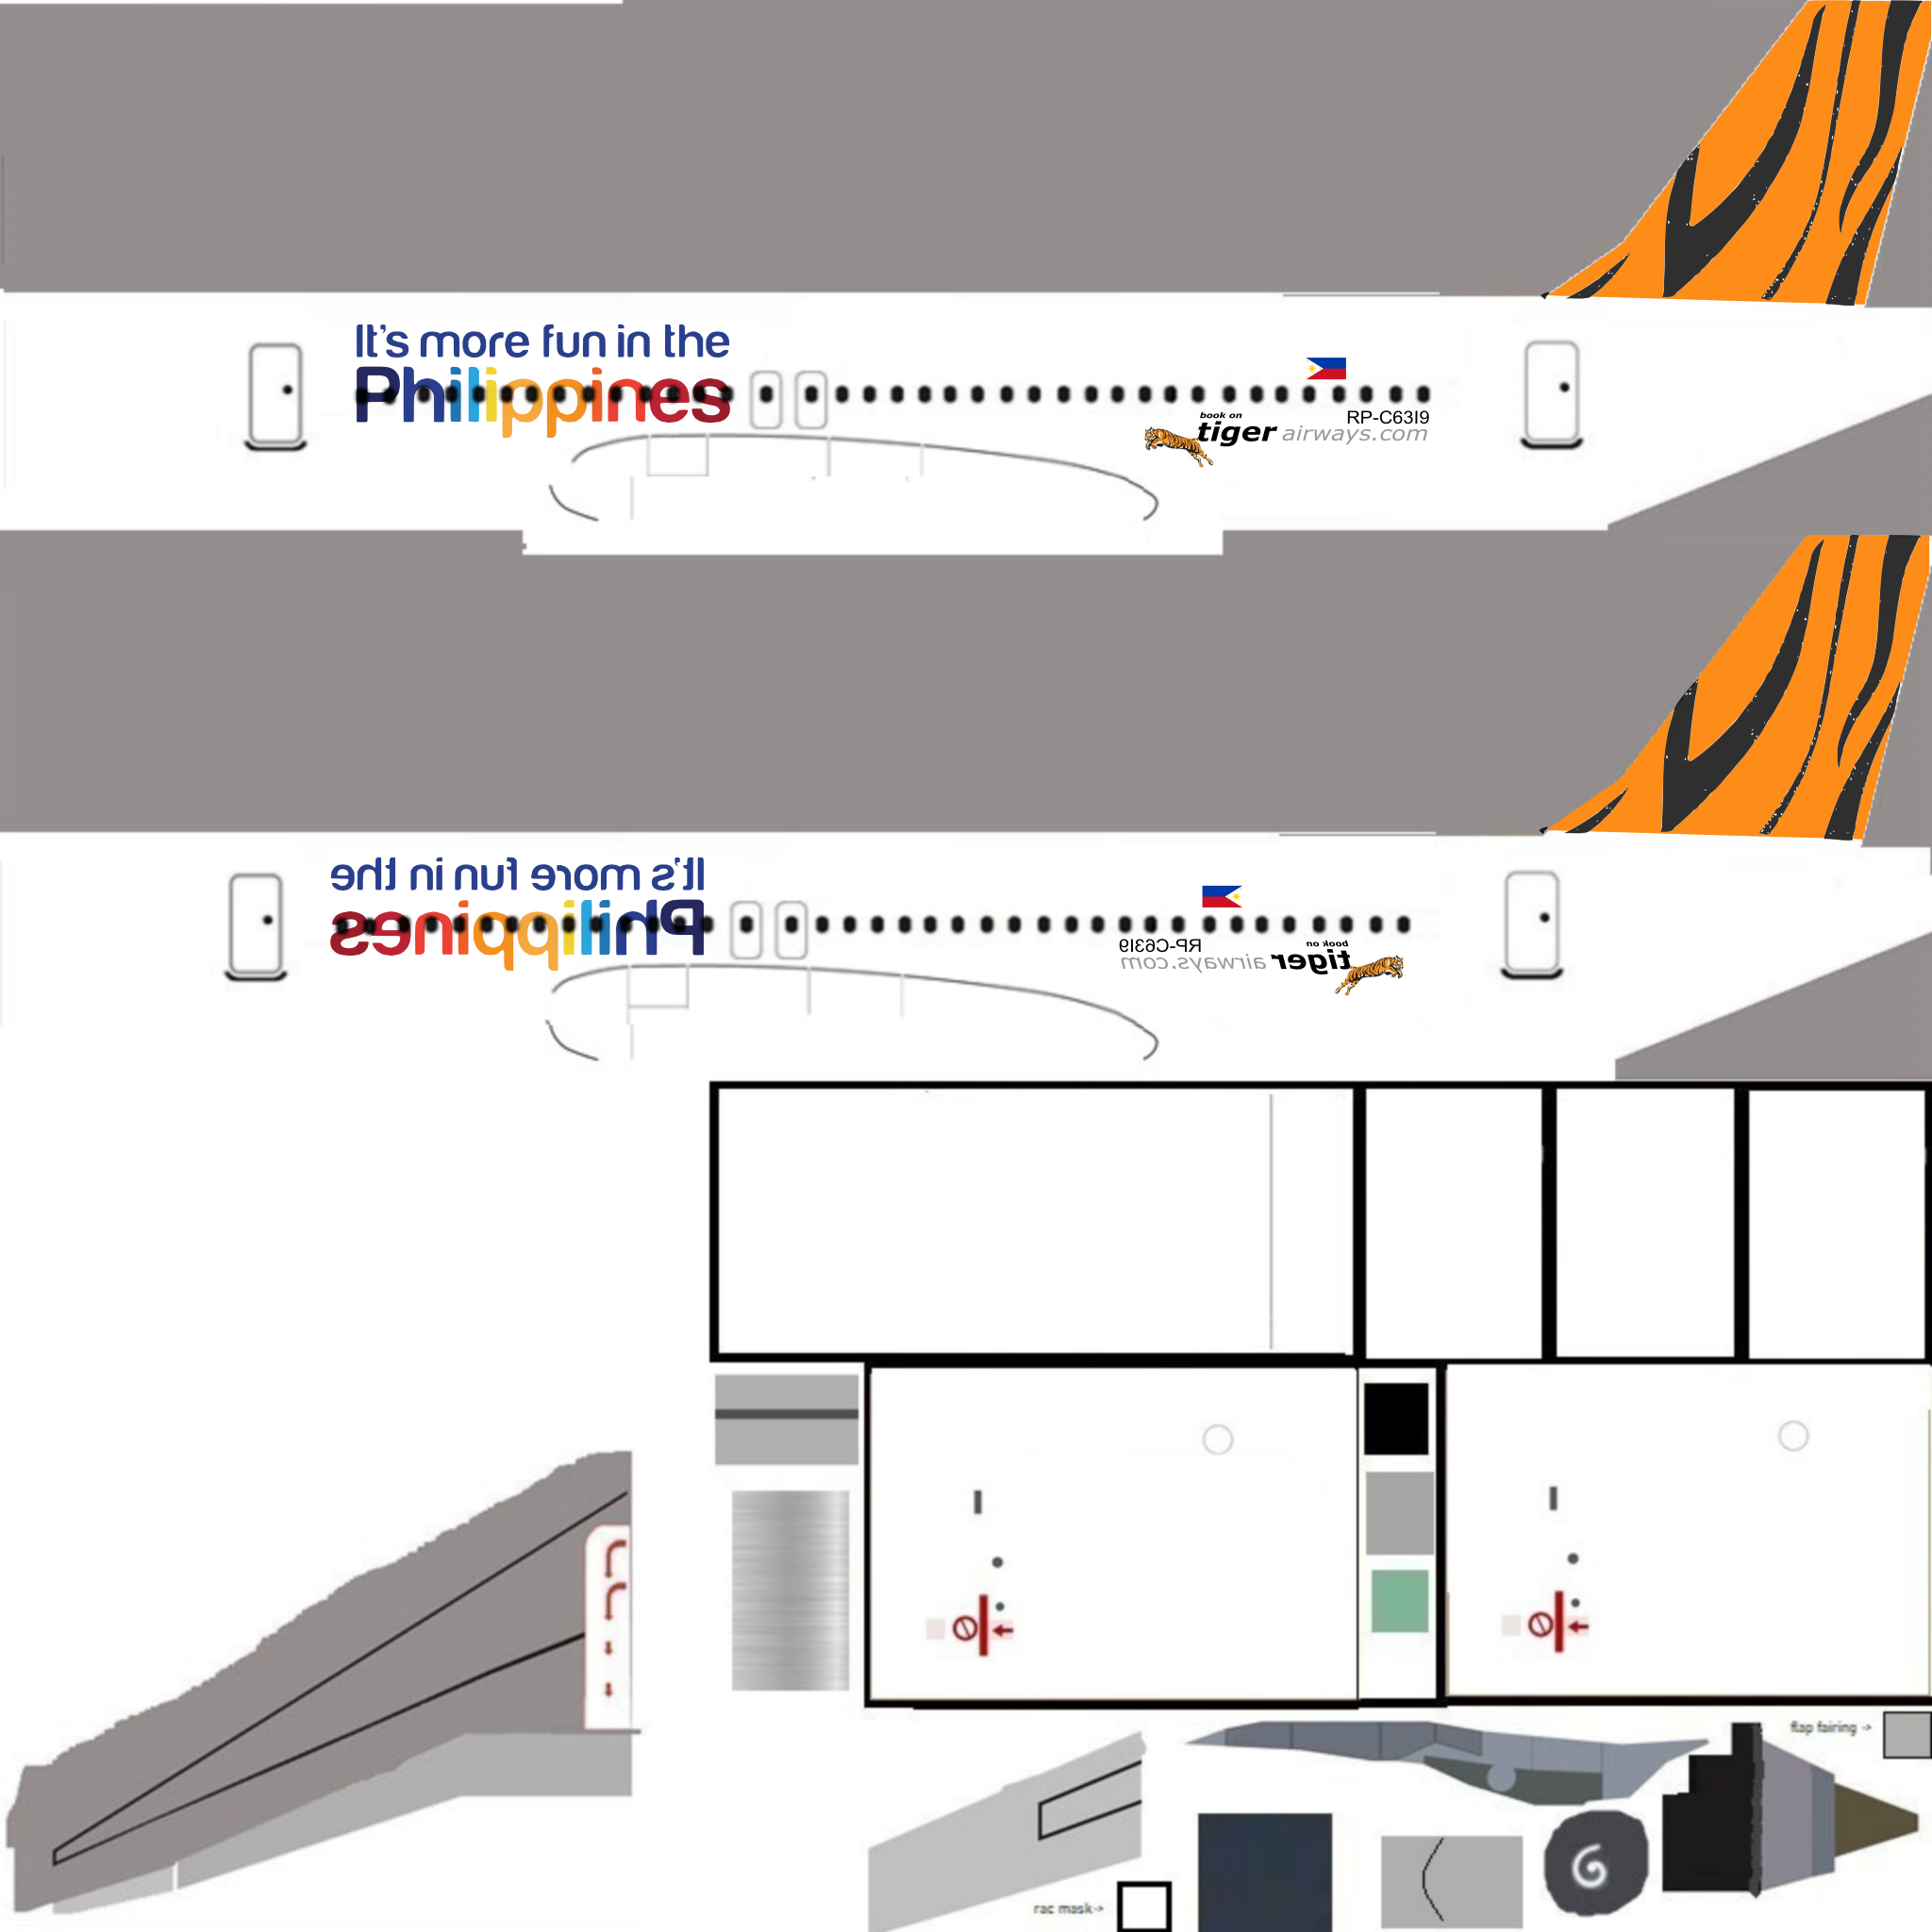 It's more fun in the
Philippines
RP-C63I9
book on
tiger airways.com
It's more fun in the
Philippines
RP-C63I9
book on
tiger airways.com
flap fairing ->
rac mask->